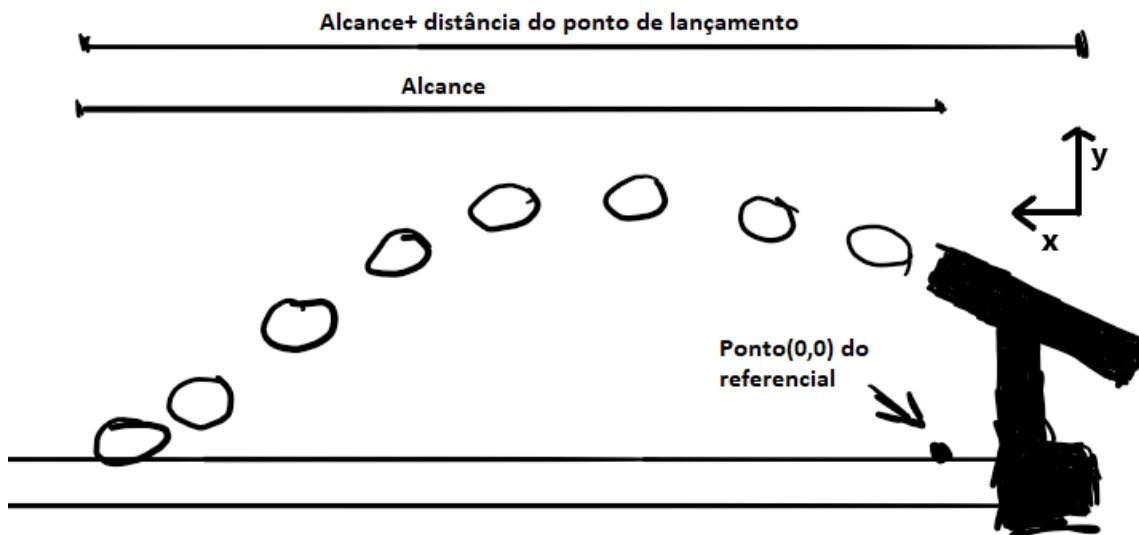 Alcance+ distância do ponto de lançamento
Alcance
y
x
Ponto(0,0) do
referencial